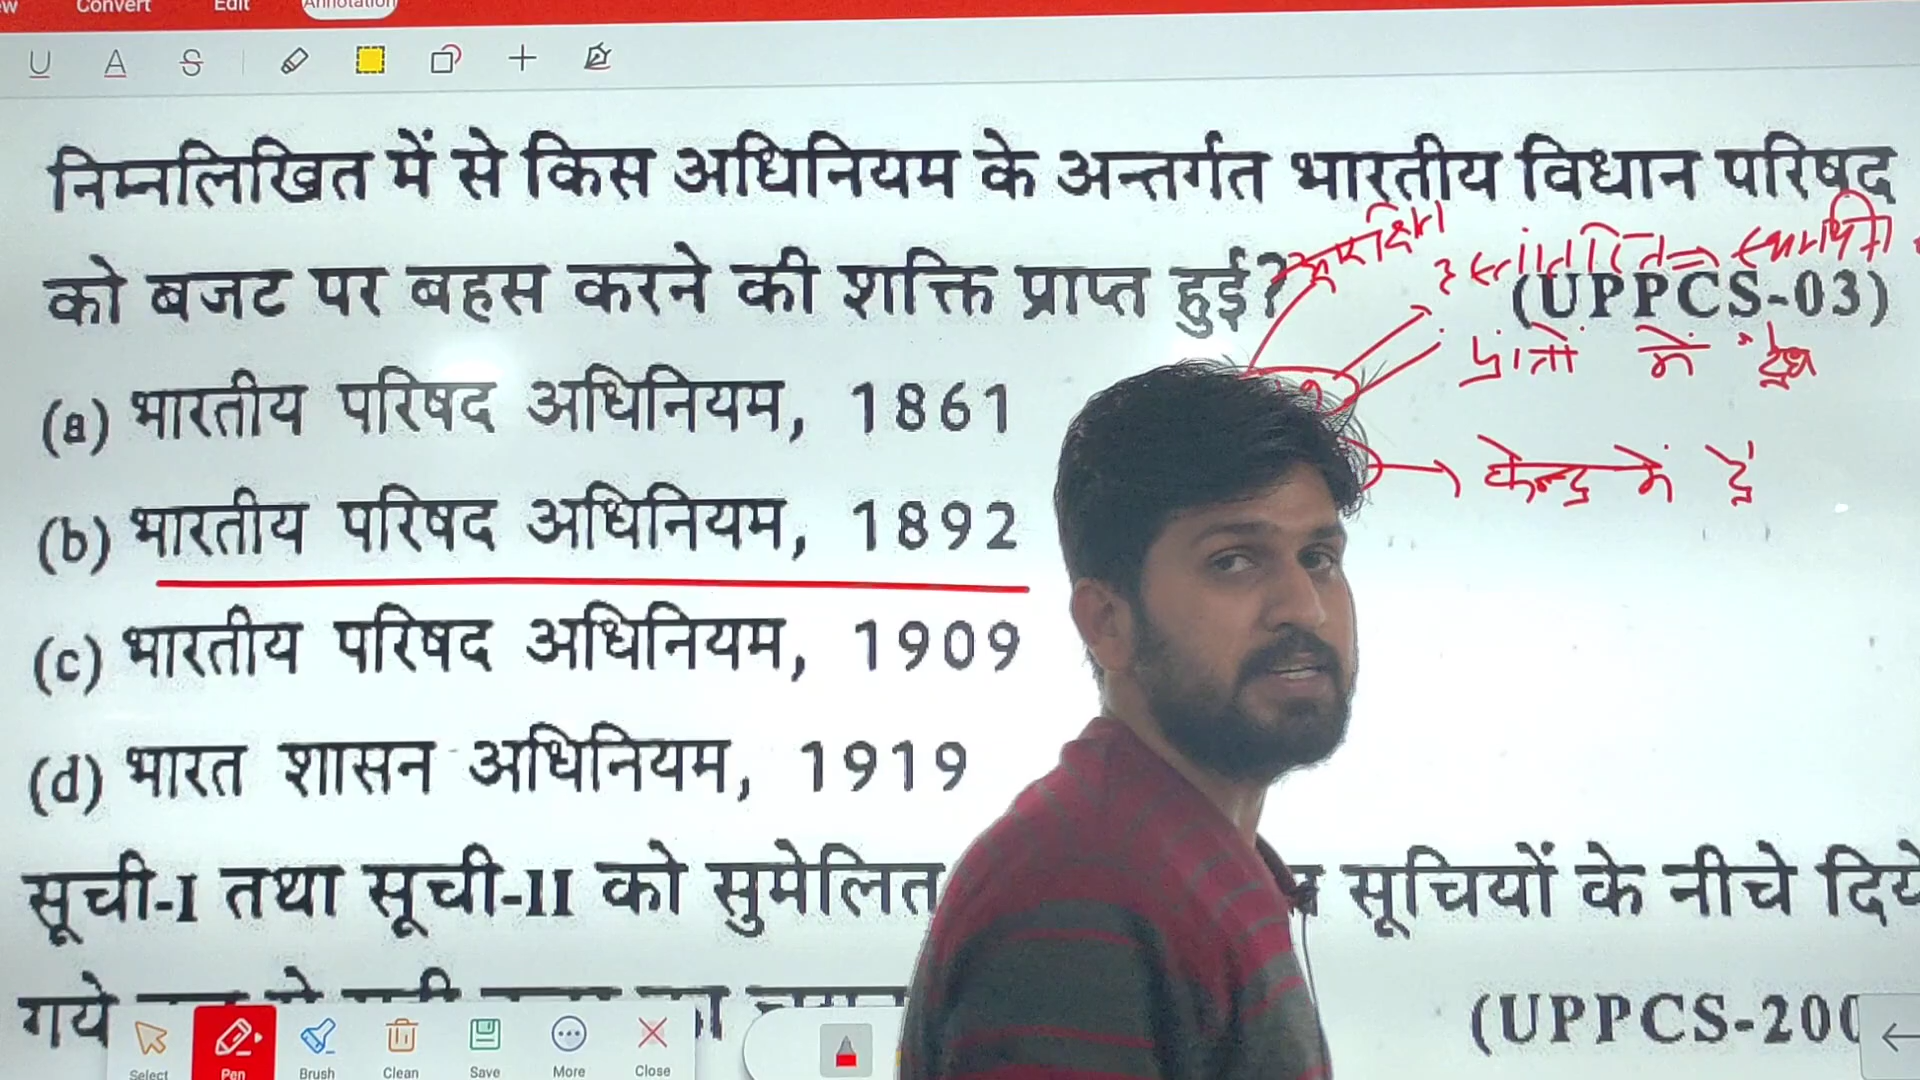 Convert Edit Annotation
निम्नलिखित में से किस अधिनियम के अन्तर्गत भारतीय विधान परिषद
को बजट पर बहस करने की शक्ति प्राप्त हुई?
(UPPCS-03)
प्रांतो में
केन्द्र में
(a) भारतीय परिषद अधिनियम, 1861
(b) भारतीय परिषद अधिनियम, 1892
(c) भारतीय परिषद अधिनियम, 1909
(d) भारत शासन अधिनियम, 1919
सूची-I तथा सूची-II को सुमेलित सूचियों के नीचे दिये
गये
Select Pen Brush Clean Save More Close